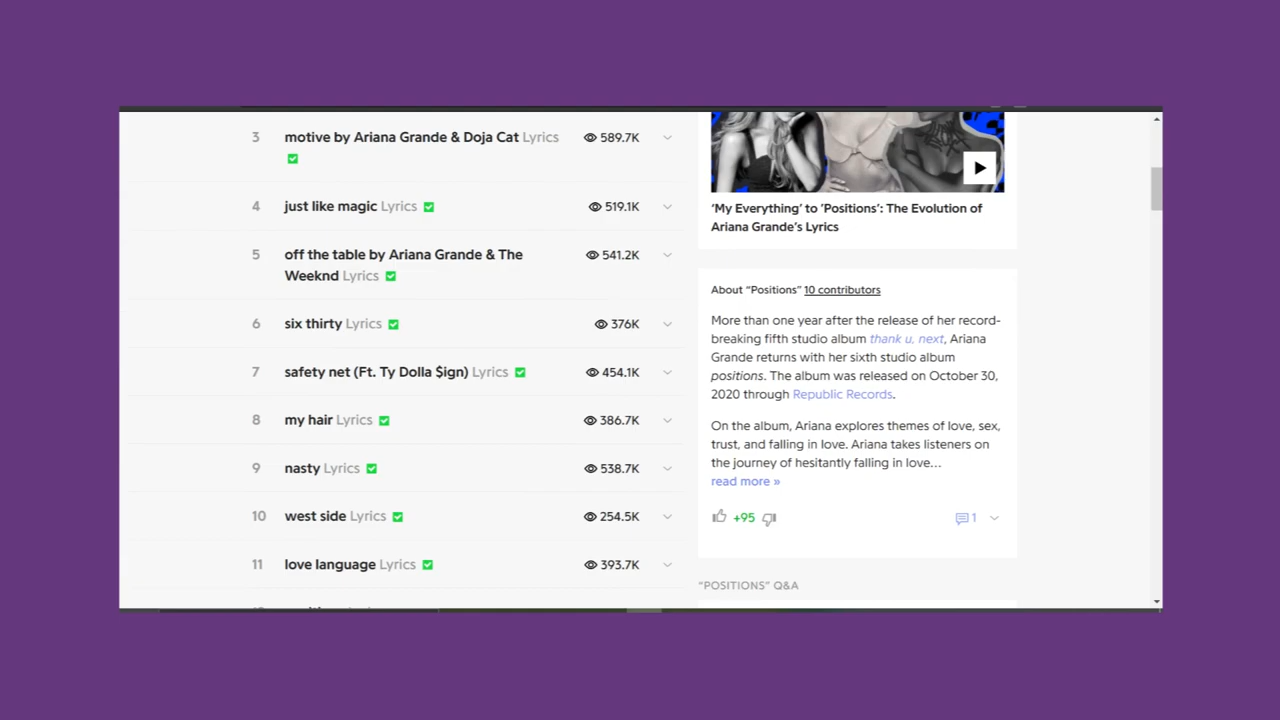 3 motive by Ariana Grande & Doja Cat Lyrics 589.7K
4 just like magic Lyrics 519.1K
5 off the table by Ariana Grande & The 541.2K
Weeknd Lyrics
6 six thirty Lyrics 376K
7 safety net (Ft. Ty Dolla $ign) Lyrics 454.1K
8 my hair Lyrics 386.7K
9 nasty Lyrics 538.7K
10 west side Lyrics 254.5K
11 love language Lyrics 393.7K
‘My Everything’ to ‘Positions’: The Evolution of
Ariana Grande’s Lyrics
About “Positions” 10 contributors
More than one year after the release of her record-
breaking fifth studio album thank u, next, Ariana
Grande returns with her sixth studio album
positions. The album was released on October 30,
2020 through Republic Records.
On the album, Ariana explores themes of love, sex,
trust, and falling in love. Ariana takes listeners on
the journey of hesitantly falling in love...
read more »
+95 1
“POSITIONS” Q&A